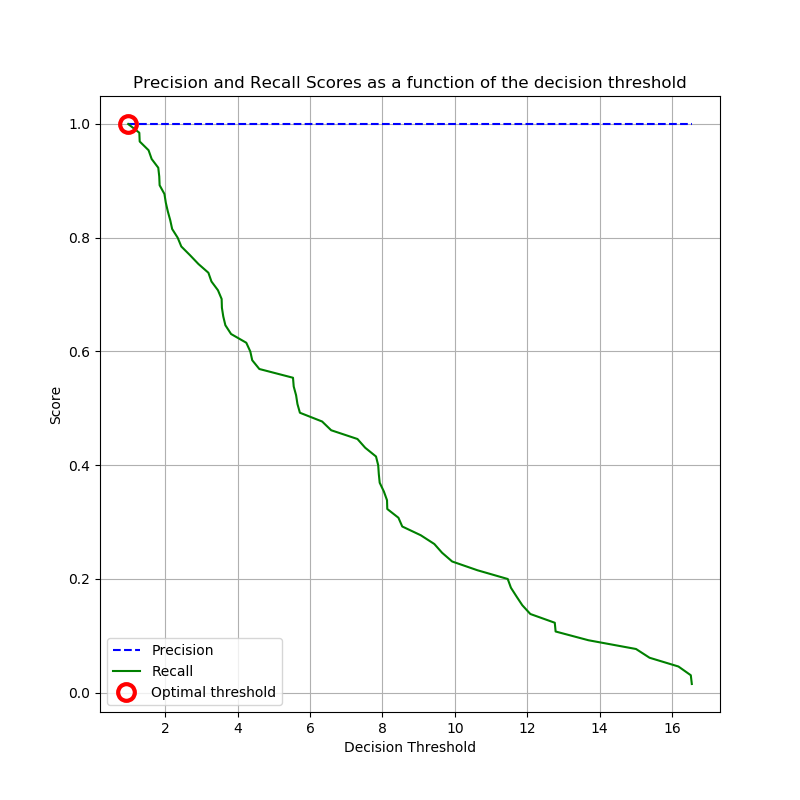 Precision and Recall Scores as a function of the decision threshold
1.0
0.8
0.6
0.4
0.2
0.0
Score
Precision
Recall
Optimal threshold
2 4 6 8 10 12 14 16
Decision Threshold